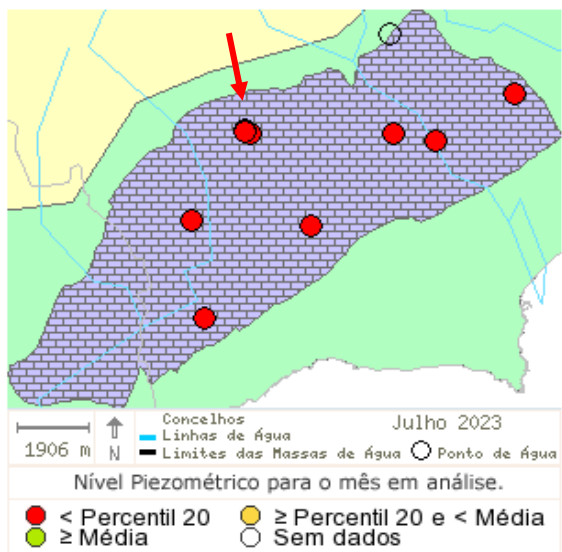 Concelhos
Julho 2023
Linhas de Água
1906 m
N
Limites das Massas de Água
Ponto de Água
Nível Piezométrico para o mês em análise.
< Percentil 20
≥ Percentil 20 e < Média
≥ Média
Sem dados